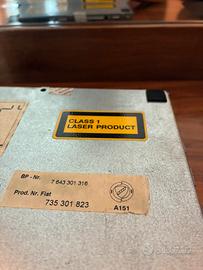 CLASS 1
LASER PRODUCT
BP - Nr. 7 643 301 316
Prod. Nr. Fiat
735 301 823
A151